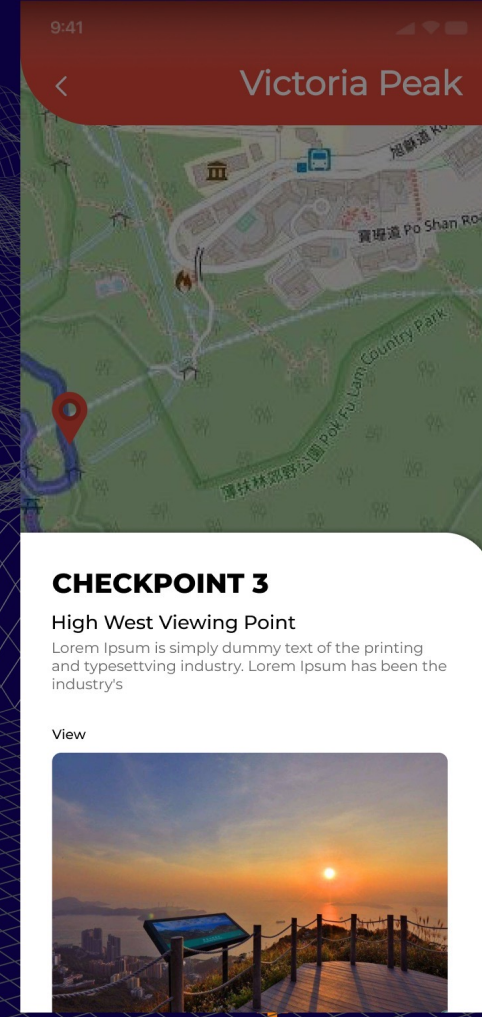 9:41
Victoria Peak
旭龢道 Ko
寶珊道 Po Shan Ro
薄扶林郊野公園 Pok Fu Lam Country Park
CHECKPOINT 3
High West Viewing Point
Lorem Ipsum is simply dummy text of the printing
and typesettving industry. Lorem Ipsum has been the
industry's
View